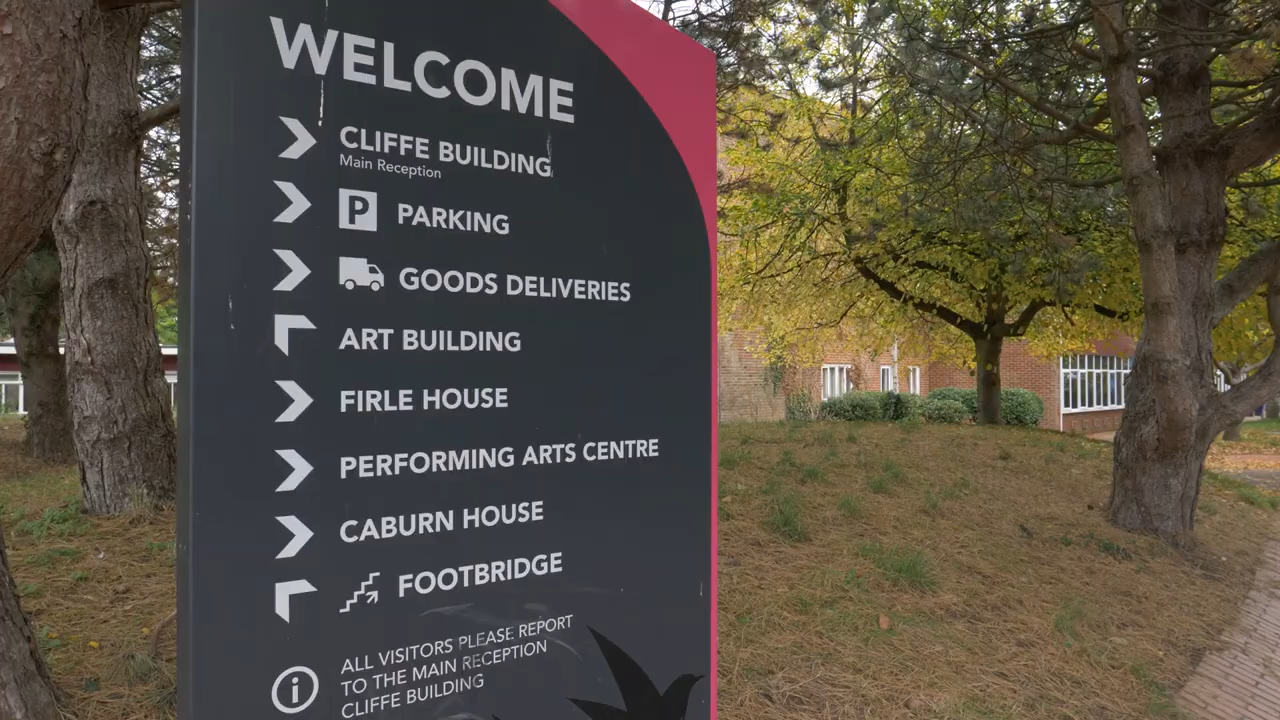 WELCOME
CLIFFE BUILDING
Main Reception
P PARKING
GOODS DELIVERIES
ART BUILDING
FIRLE HOUSE
PERFORMING ARTS CENTRE
CABURN HOUSE
FOOTBRIDGE
i ALL VISITORS PLEASE REPORT
TO THE MAIN RECEPTION
CLIFFE BUILDING